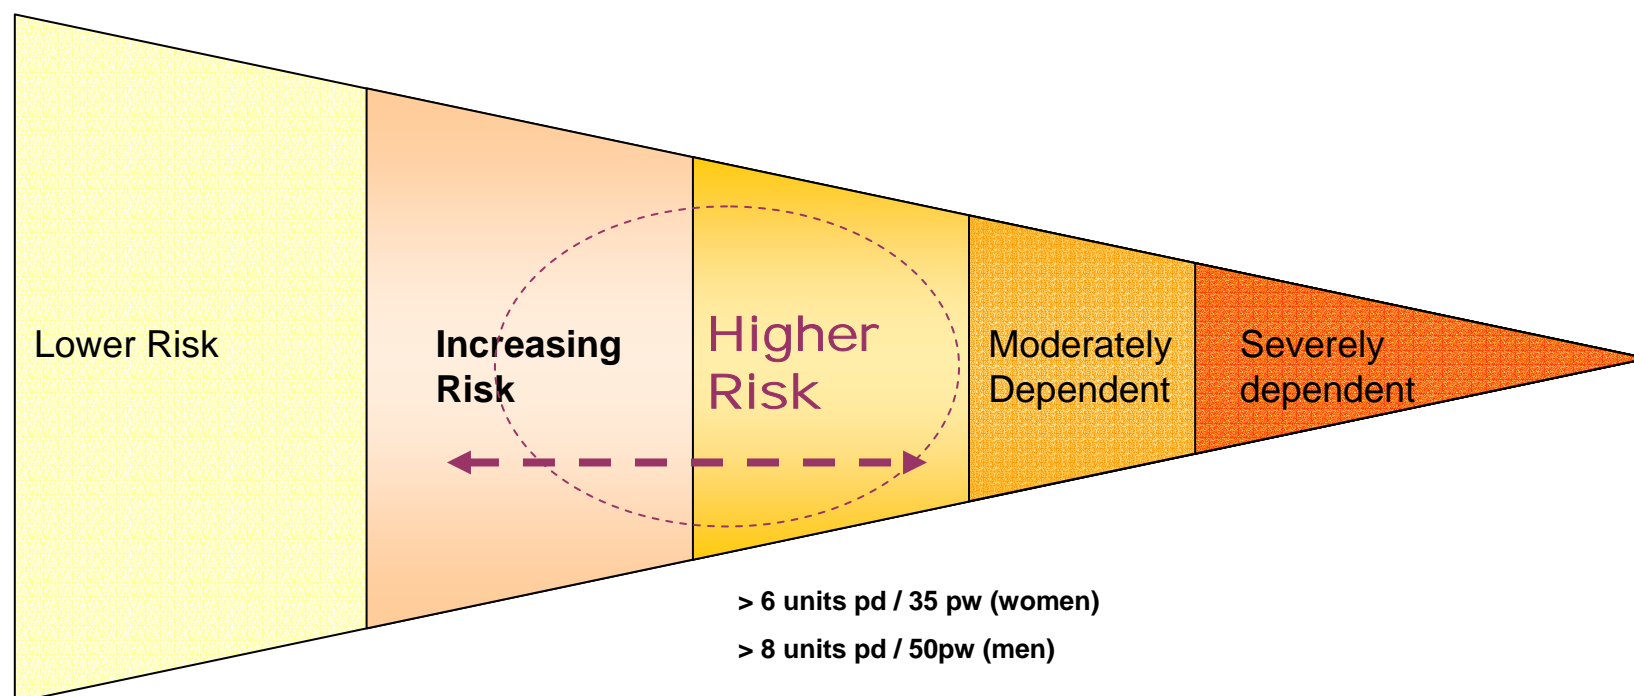 Lower Risk
Increasing
Risk
Higher
Risk
Moderately
Dependent
Severely
dependent
> 6 units pd / 35 pw (women)
> 8 units pd / 50pw (men)